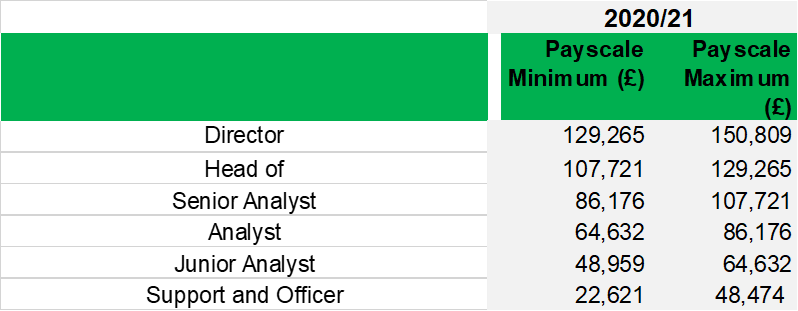 2020/21
Payscale Minimum (£) Payscale Maximum (£)
Director 129,265 150,809
Head of 107,721 129,265
Senior Analyst 86,176 107,721
Analyst 64,632 86,176
Junior Analyst 48,959 64,632
Support and Officer 22,621 48,474